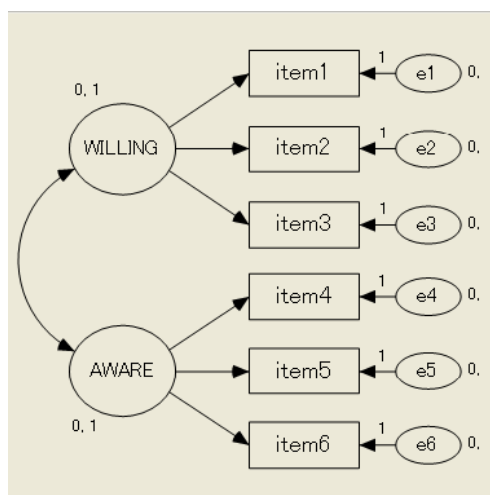 1
item1
e1
0,
0, 1
WILLING
1
item2
e2
0,
1
item3
e3
0,
1
item4
e4
0,
AWARE
1
item5
e5
0,
0, 1
1
item6
e6
0,